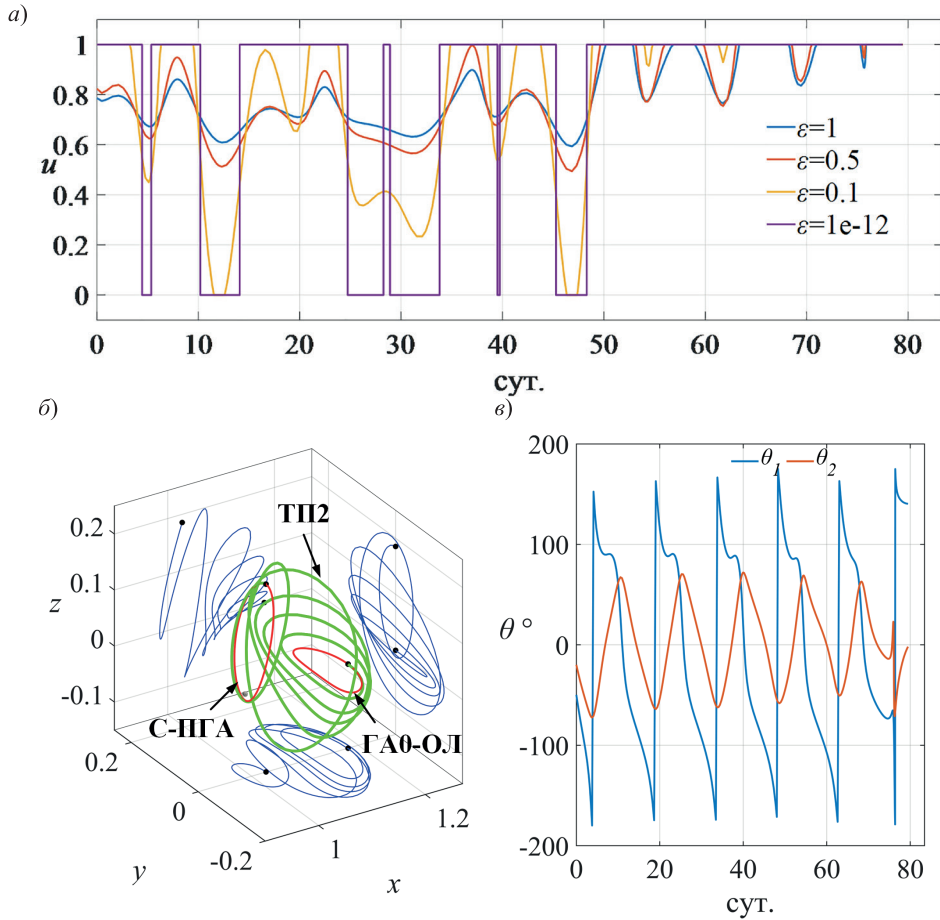 а)
1
0.8
0.6
u
0.4
0.2
0
ε=1
ε=0.5
ε=0.1
ε=1e-12
0 10 20 30 40 50 60 70 80
сут.
б)
0.2
0.1
z
0
-0.1
ТП2
С-ПГА
ГА0-ОЛ
0.2
0
-0.2
y
1
1.2
x
в)
200
θ1 θ2
100
θ °
0
-100
-200
0 20 40 60 80
сут.